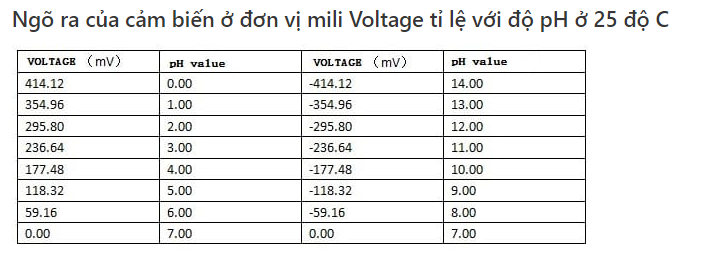 Ngõ ra của cảm biến ở đơn vị mili Voltage tỉ lệ với độ pH ở 25 độ C
VOLTAGE （mV） pH value VOLTAGE （mV） pH value
414.12 0.00 -414.12 14.00
354.96 1.00 -354.96 13.00
295.80 2.00 -295.80 12.00
236.64 3.00 -236.64 11.00
177.48 4.00 -177.48 10.00
118.32 5.00 -118.32 9.00
59.16 6.00 -59.16 8.00
0.00 7.00 0.00 7.00